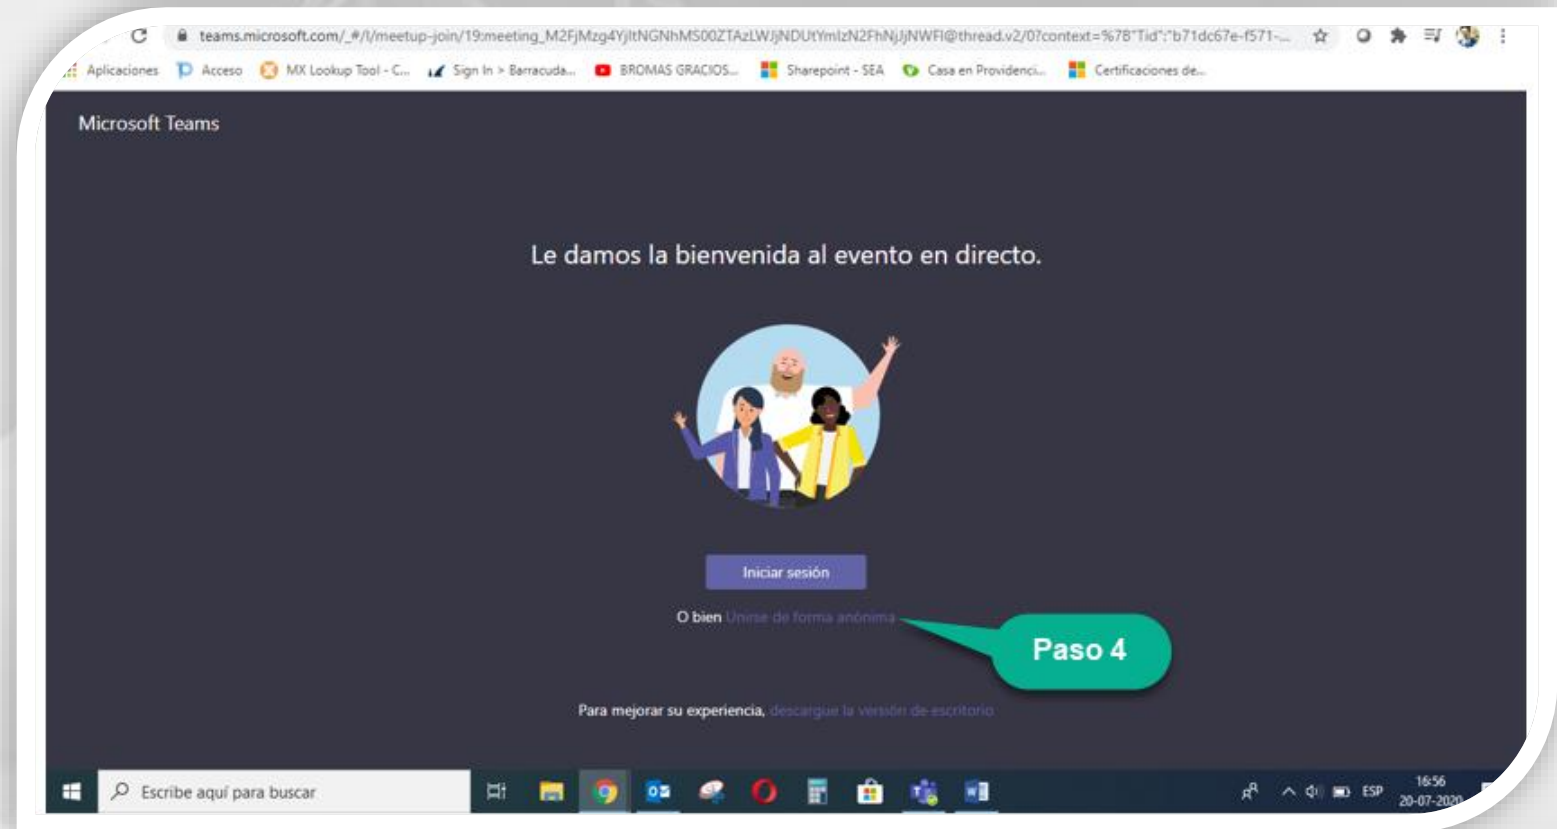 teams.microsoft.com/_#/l/meetup-join/19:meeting_M2FjMzg4YjItNGNhMS00ZTAzLWJjNDUtYmIzN2FhNjJjNWFl@thread.v2/0?context=%7B"Tid":"b71dc67e-f571-...
Aplicaciones Acceso MX Lookup Tool - C... Sign In > Barracuda... BROMAS GRACIOS... Sharepoint - SEA Casa en Providenci... Certificaciones de...
Microsoft Teams
Le damos la bienvenida al evento en directo.
Iniciar sesión
O bien Unirse de forma anónima
Paso 4
Para mejorar su experiencia, descargue la versión de escritorio
Escribe aquí para buscar
ESP
16:56
20-07-2020